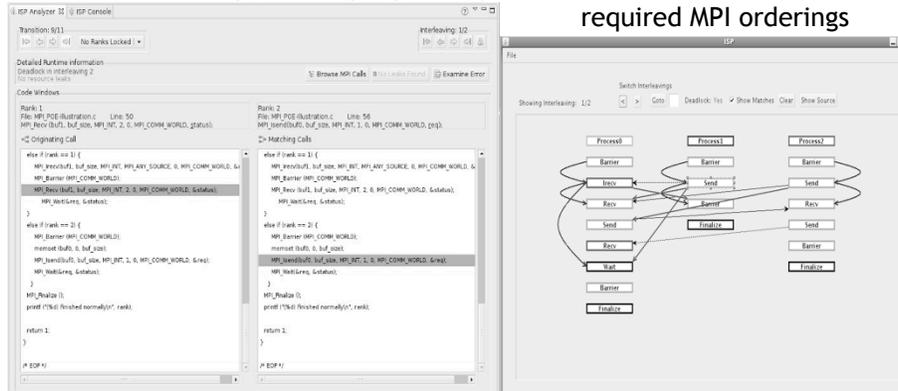 ISP Analyzer ISP Console
Transition: 9/11
No Ranks Locked
Interleaving: 1/2
Detailed Runtime information
Deadlock in interleaving 2
No resource leaks
Browse MPI Calls No Leaks Found Examine Error
Code Windows
Rank: 1
File: MPI_POE-illustration.c Line: 50
MPI_Recv (buf1, buf_size, MPI_INT, 2, 0, MPI_COMM_WORLD, status);
Rank: 2
File: MPI_POE-illustration.c Line: 56
MPI_Isend(buf0, buf_size, MPI_INT, 1, 0, MPI_COMM_WORLD, req);
Originating Call
else if (rank == 1) {
MPI_Irecv(buf1, buf_size, MPI_INT, MPI_ANY_SOURCE, 0, MPI_COMM_WORLD,
MPI_Barrier (MPI_COMM_WORLD);
MPI_Recv (buf1, buf_size, MPI_INT, 2, 0, MPI_COMM_WORLD, &status);
MPI_Wait(&req, &status);
}
else if (rank == 2) {
MPI_Barrier (MPI_COMM_WORLD);
memset (buf0, 0, buf_size);
MPI_Isend(buf0, buf_size, MPI_INT, 1, 0, MPI_COMM_WORLD, &req);
MPI_Wait(&req, &status);
}
MPI_Finalize ();
printf ("(%d) Finished normally\n", rank);
return 1;
}
/* EOF */
Matching Calls
else if (rank == 1) {
MPI_Irecv(buf1, buf_size, MPI_INT, MPI_ANY_SOURCE, 0, MPI_COMM_WORLD,
MPI_Barrier (MPI_COMM_WORLD);
MPI_Recv (buf1, buf_size, MPI_INT, 2, 0, MPI_COMM_WORLD, &status);
MPI_Wait(&req, &status);
}
else if (rank == 2) {
MPI_Barrier (MPI_COMM_WORLD);
memset (buf0, 0, buf_size);
MPI_Isend(buf0, buf_size, MPI_INT, 1, 0, MPI_COMM_WORLD, &req);
MPI_Wait(&req, &status);
}
MPI_Finalize ();
printf ("(%d) Finished normally\n", rank);
return 1;
}
/* EOF */
required MPI orderings
ISP
File
Switch Interleavings
Showing Interleaving: 1/2 < > Goto Deadlock: Yes Show Matches Clear Show Source
Process0 Process1 Process2
Barrier Barrier Barrier
Irecv Send Send
Recv Barrier Recv
Send Finalize Send
Recv Barrier
Wait Finalize
Barrier
Finalize